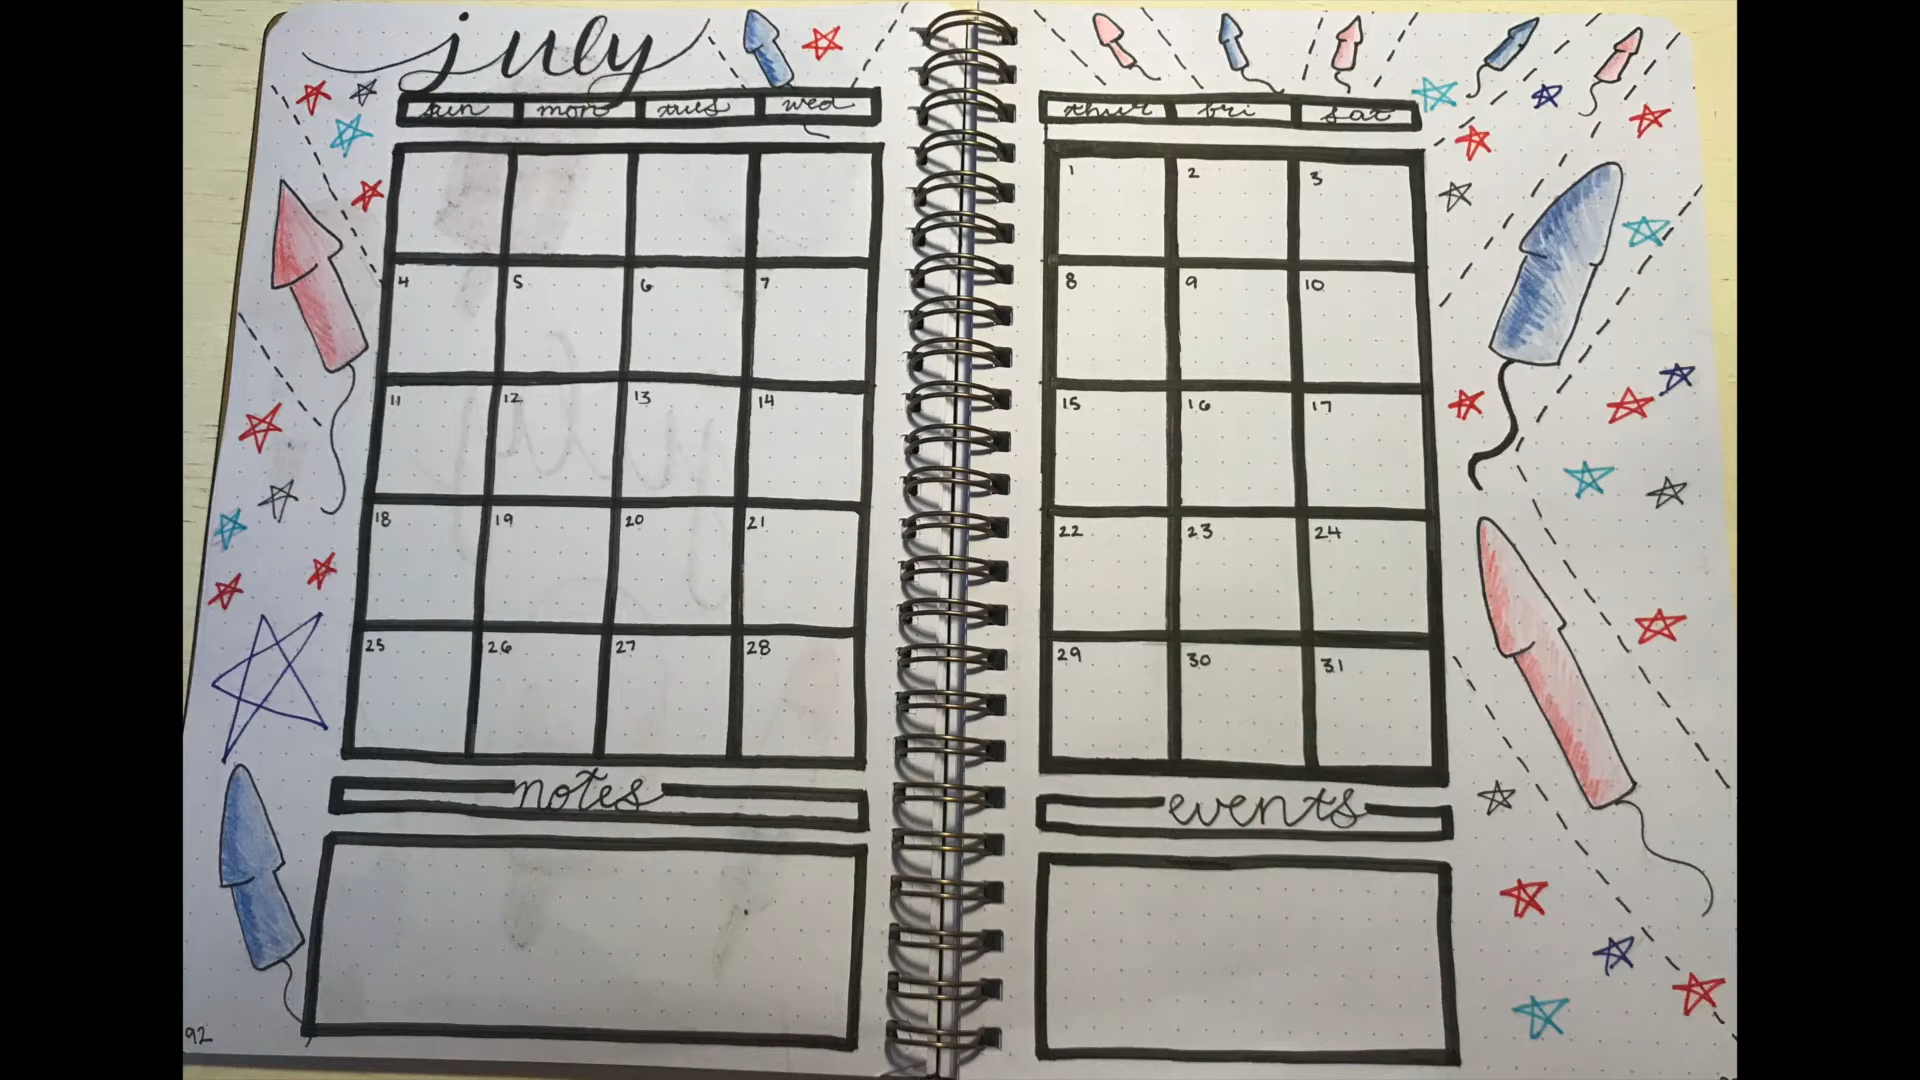 july
sun mon tues wed thur fri sat
1 2 3
4 5 6 7 8 9 10
11 12 13 14 15 16 17
18 19 20 21 22 23 24
25 26 27 28 29 30 31
notes events
92